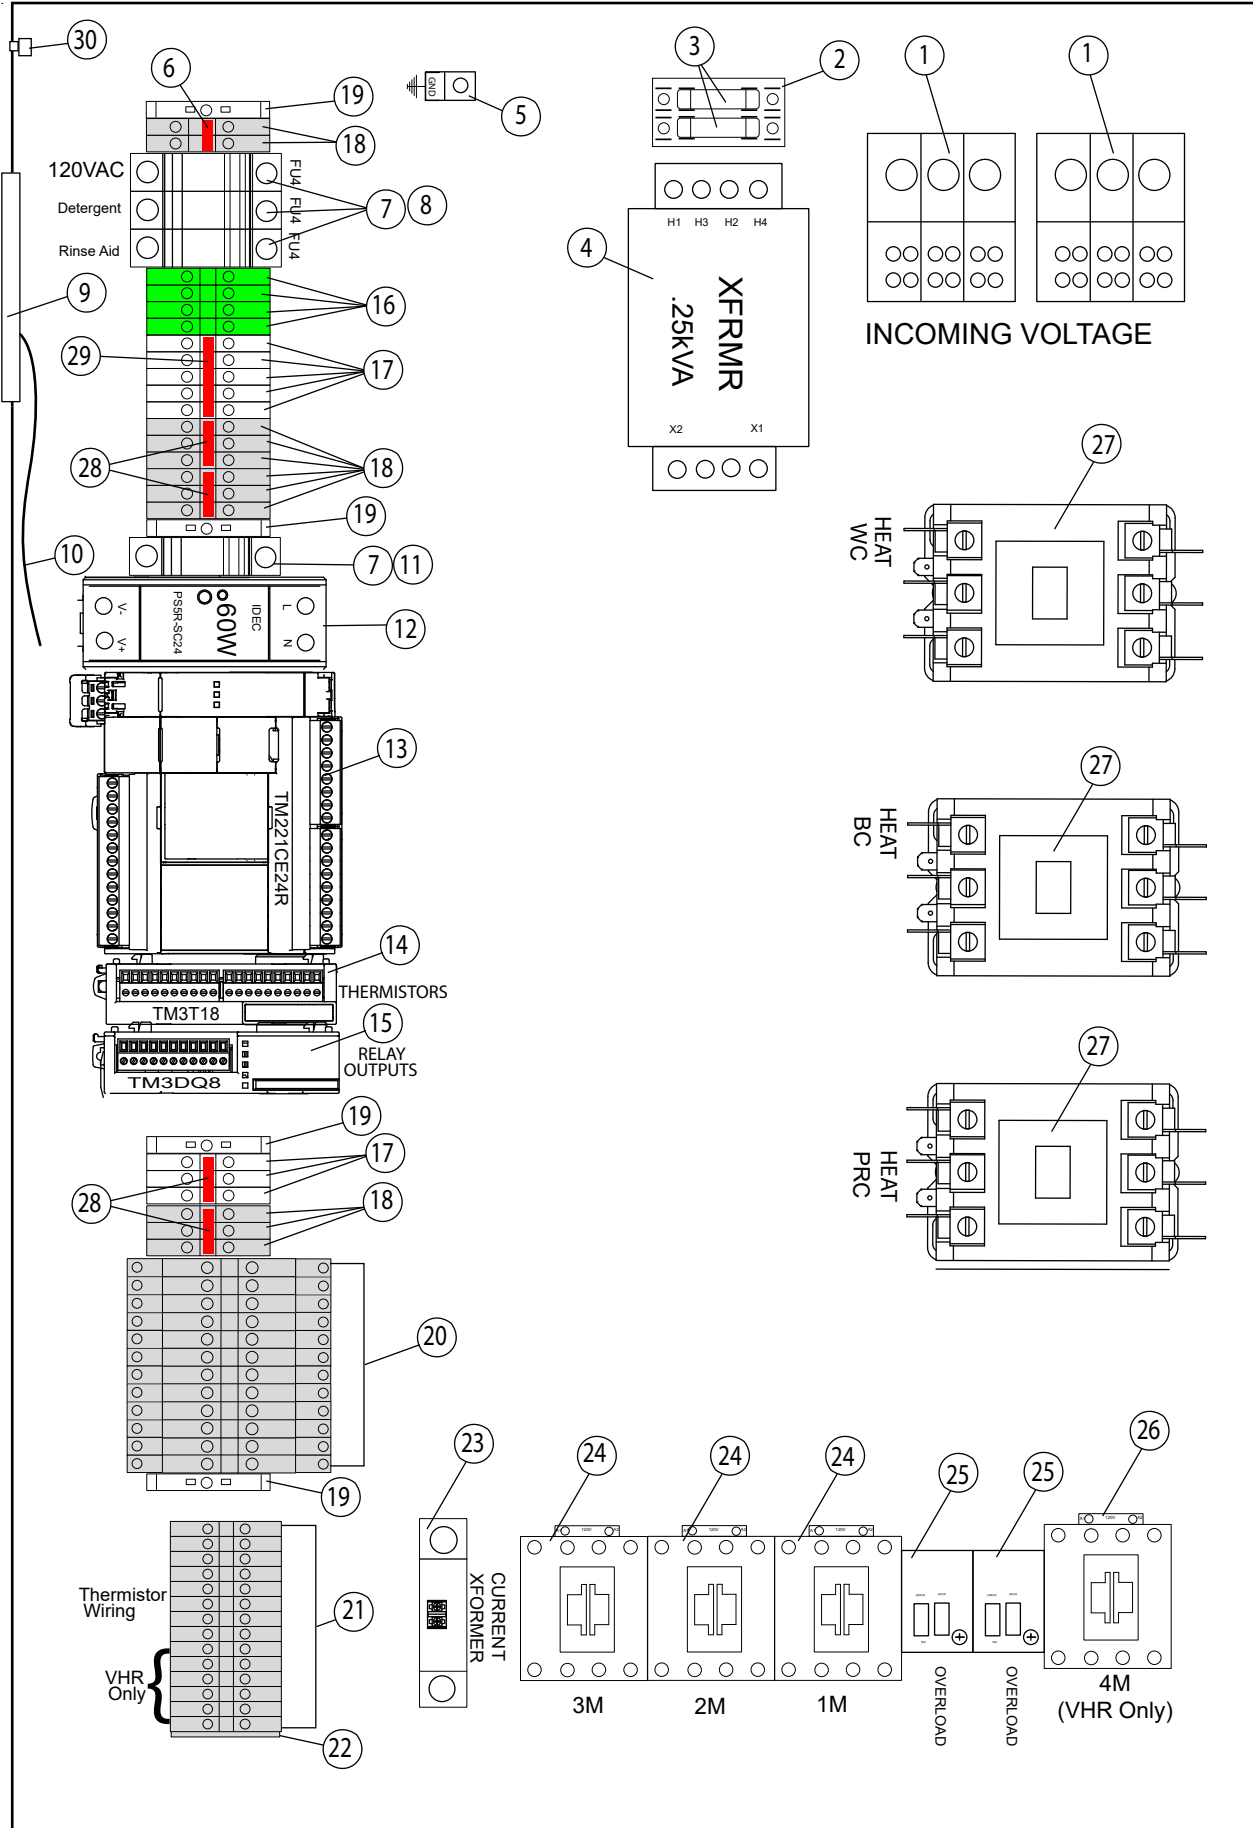 30
6
19
GND
5
3
2
1
1
18
120VAC
FU4
Detergent
FU4
7
8
Rinse Aid
FU4
4
H1 H3 H2 H4
XFRMR
.25kVA
X2 X1
INCOMING VOLTAGE
9
16
29
17
28
18
19
10
7
11
V-
V+
PS5R-SC24
60W
IDEC
L
N
12
27
HEAT
WC
13
TM221CE24R
27
HEAT
BC
14
THERMISTORS
TM3T18
15
RELAY
OUTPUTS
TM3DQ8
27
HEAT
PRC
19
17
28
18
20
19
23
24
24
24
25
25
26
120V
120V
120V
120V
Thermistor
Wiring
21
VHR
Only
22
CURRENT
XFORMER
3M
2M
1M
OVERLOAD
OVERLOAD
4M
(VHR Only)